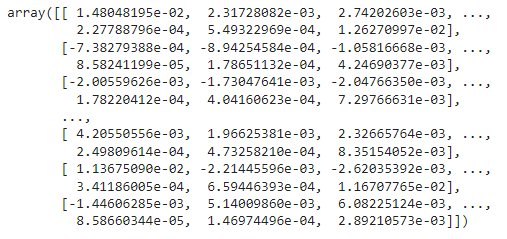 array([[ 1.48048195e-02,  2.31728082e-03,  2.74202603e-03, ...,
         2.27788796e-04,  5.49322969e-04,  1.26270997e-02],
       [-7.38279388e-04, -8.94254584e-04, -1.05816668e-03, ...,
         8.58241199e-05,  1.78651132e-04,  4.24690377e-03],
       [-2.00559626e-03, -1.73047641e-03, -2.04766350e-03, ...,
         1.78220412e-04,  4.04160623e-04,  7.29766631e-03],
       ...,
       [ 4.20550556e-03,  1.96625381e-03,  2.32665764e-03, ...,
         2.49809614e-04,  4.73258210e-04,  8.35154052e-03],
       [ 1.13675090e-02, -2.21445596e-03, -2.62035392e-03, ...,
         3.41186005e-04,  6.59446393e-04,  1.16707765e-02],
       [-1.44606285e-03,  5.14009860e-03,  6.08225124e-03, ...,
         8.58660344e-05,  1.46974496e-04,  2.89210573e-03]])